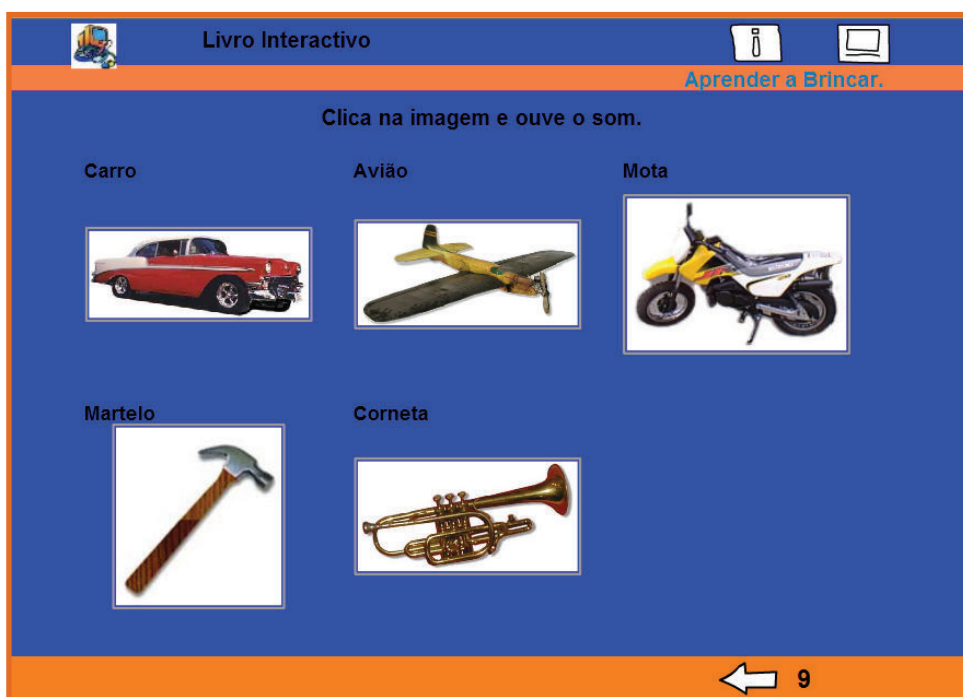 Livro Interactivo
Aprender a Brincar.
Clica na imagem e ouve o som.
Carro
Avião
Mota
Martelo
Corneta
9